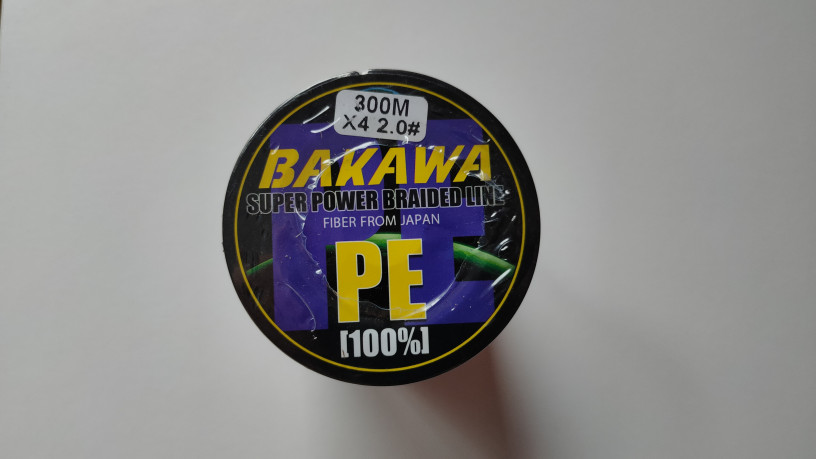 300M
X4 2.0#
BAKAWA
SUPER POWER BRAIDED LINE
FIBER FROM JAPAN
PE
[100%]